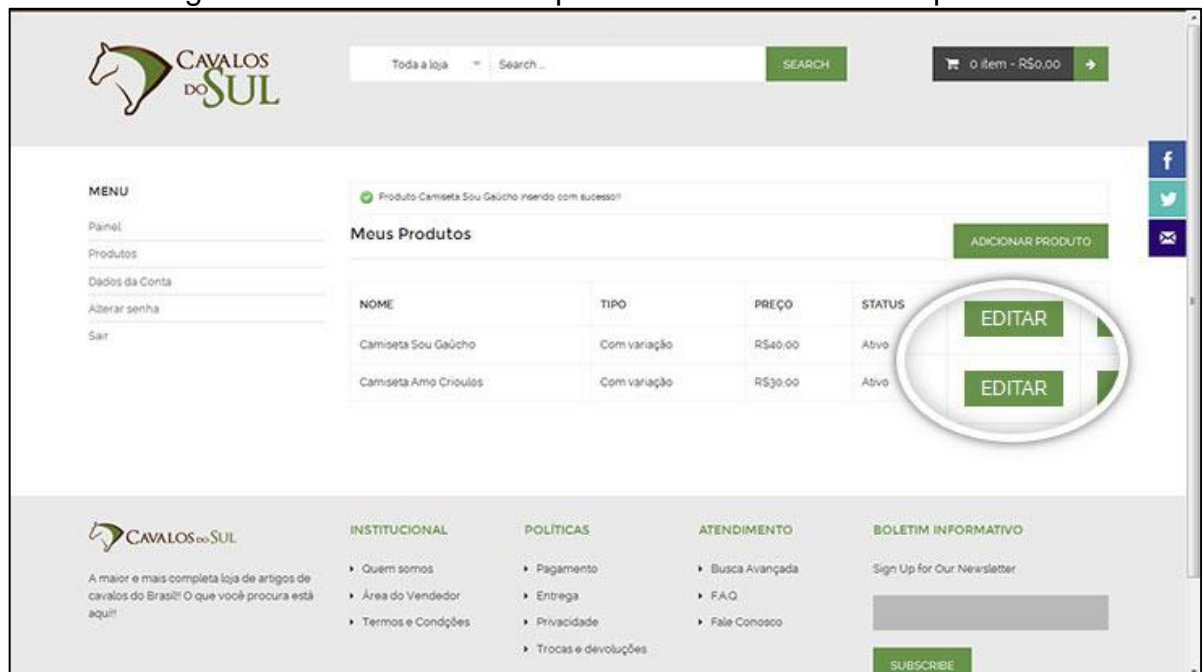 CAVALOS
DO SUL
Toda a loja Search ... SEARCH 0 item - R$0,00
MENU
Painel
Produtos
Dados da Conta
Alterar senha
Sair
Produto Camiseta Sou Gaúcho inserido com sucesso!!
Meus Produtos ADICIONAR PRODUTO
NOME TIPO PREÇO STATUS
Camiseta Sou Gaúcho Com variação R$40,00 Ativo EDITAR
Camiseta Amo Crioulos Com variação R$30,00 Ativo EDITAR
CAVALOS DO SUL
A maior e mais completa loja de artigos de
cavalos do Brasil!! O que você procura está
aqui!!
INSTITUCIONAL
Quem somos
Área do Vendedor
Termos e Condções
POLÍTICAS
Pagamento
Entrega
Privacidade
Trocas e devoluções
ATENDIMENTO
Busca Avançada
F.A.Q
Fale Conosco
BOLETIM INFORMATIVO
Sign Up for Our Newsletter
SUBSCRIBE